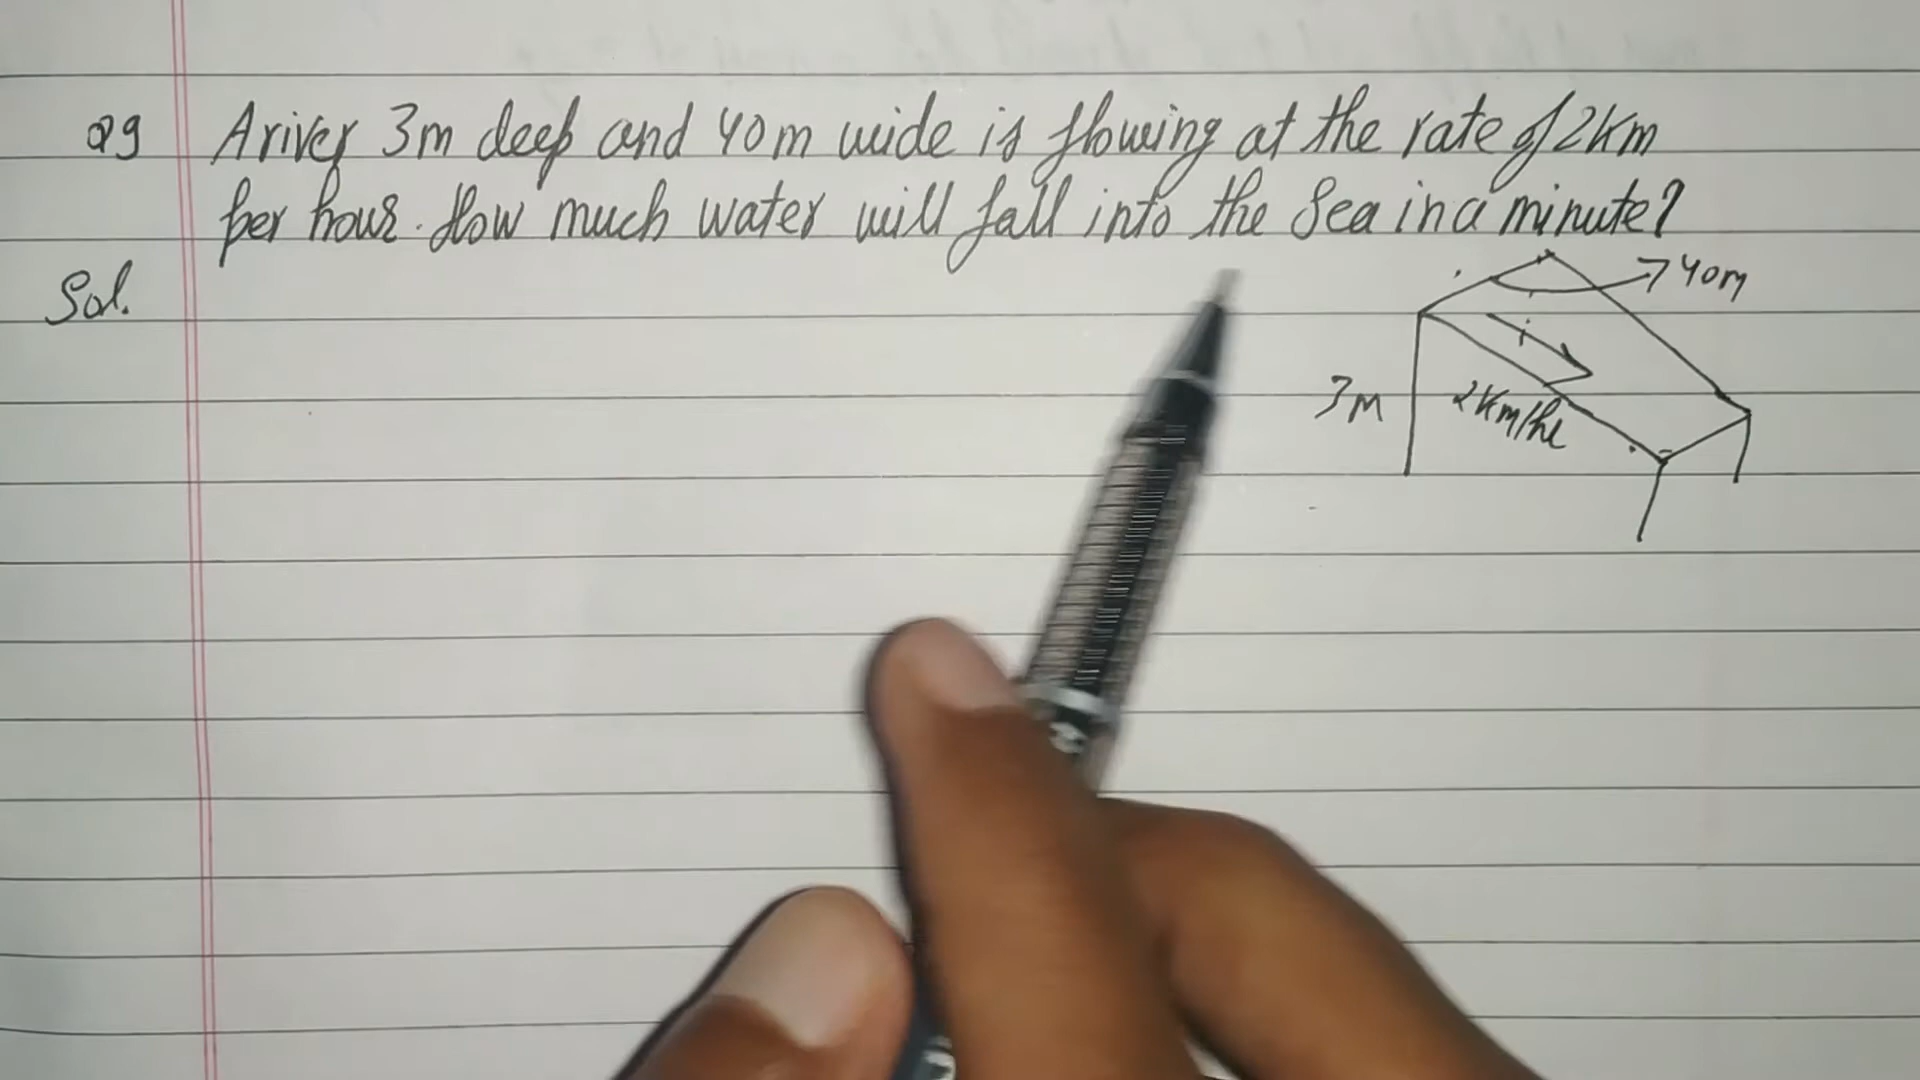 Q9 A river 3m deep and 40m wide is flowing at the rate of 2km
per hour. How much water will fall into the Sea in a minute?
Sol.
40m
3m
2km/hr